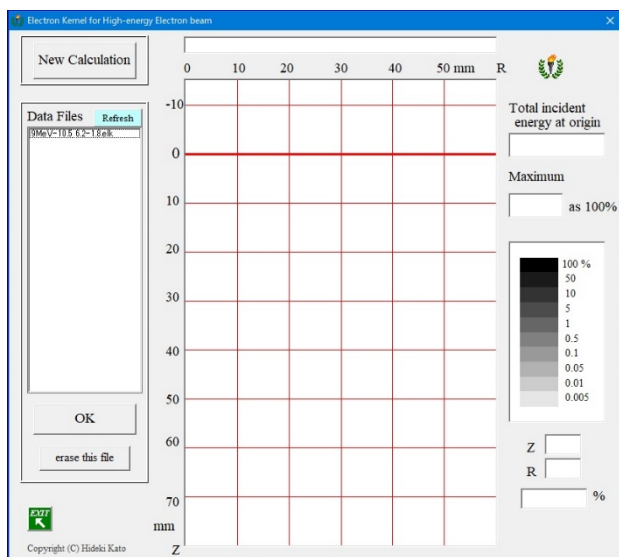 Electron Kernel for High-energy Electron beam
New Calculation
0 10 20 30 40 50 mm R
Data Files Refresh
9MeV-10.5 6.2-1.8elk
-10
0
10
20
30
40
50
60
70
mm
Z
Total incident
energy at origin
Maximum
as 100%
100 %
50
10
5
1
0.5
0.1
0.05
0.01
0.005
Z
R
%
OK
erase this file
EXIT
Copyright (C) Hideki Kato